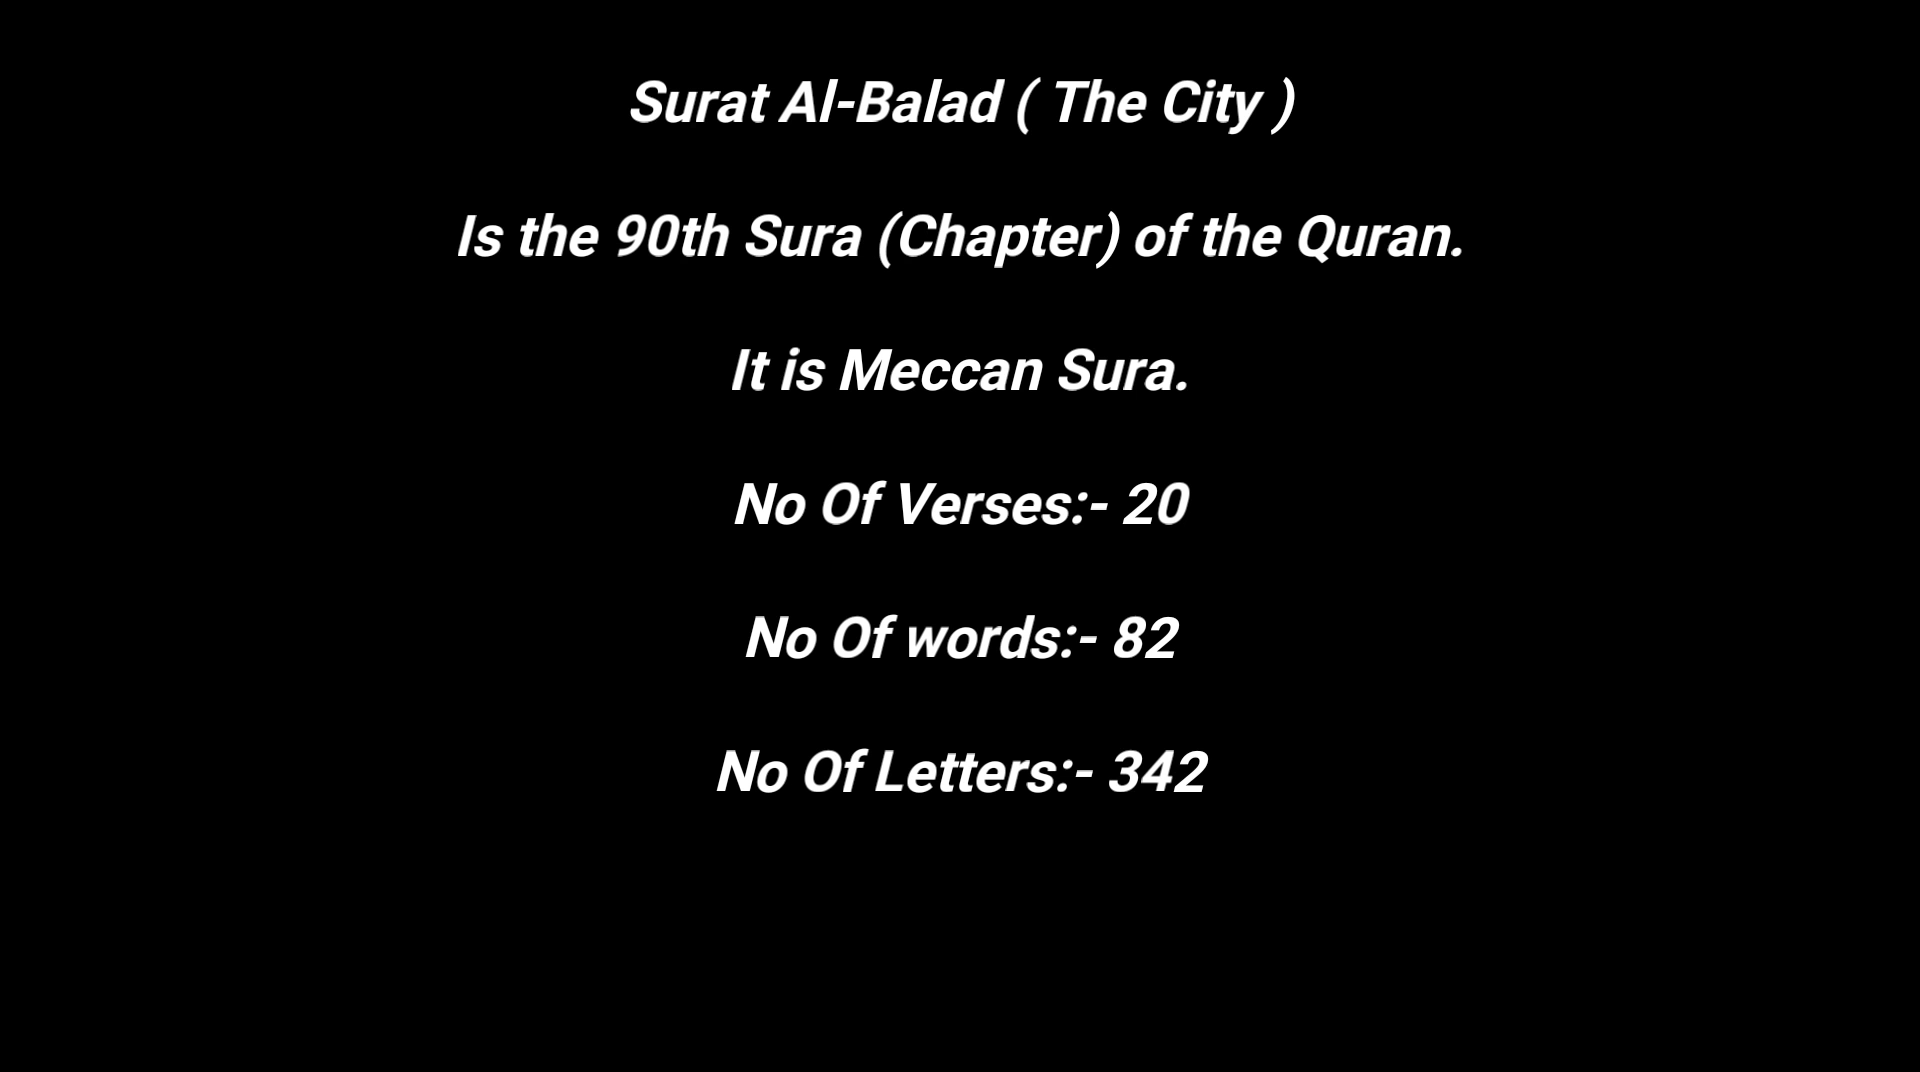 Surat Al-Balad ( The City )
Is the 90th Sura (Chapter) of the Quran.
It is Meccan Sura.
No Of Verses:- 20
No Of words:- 82
No Of Letters:- 342